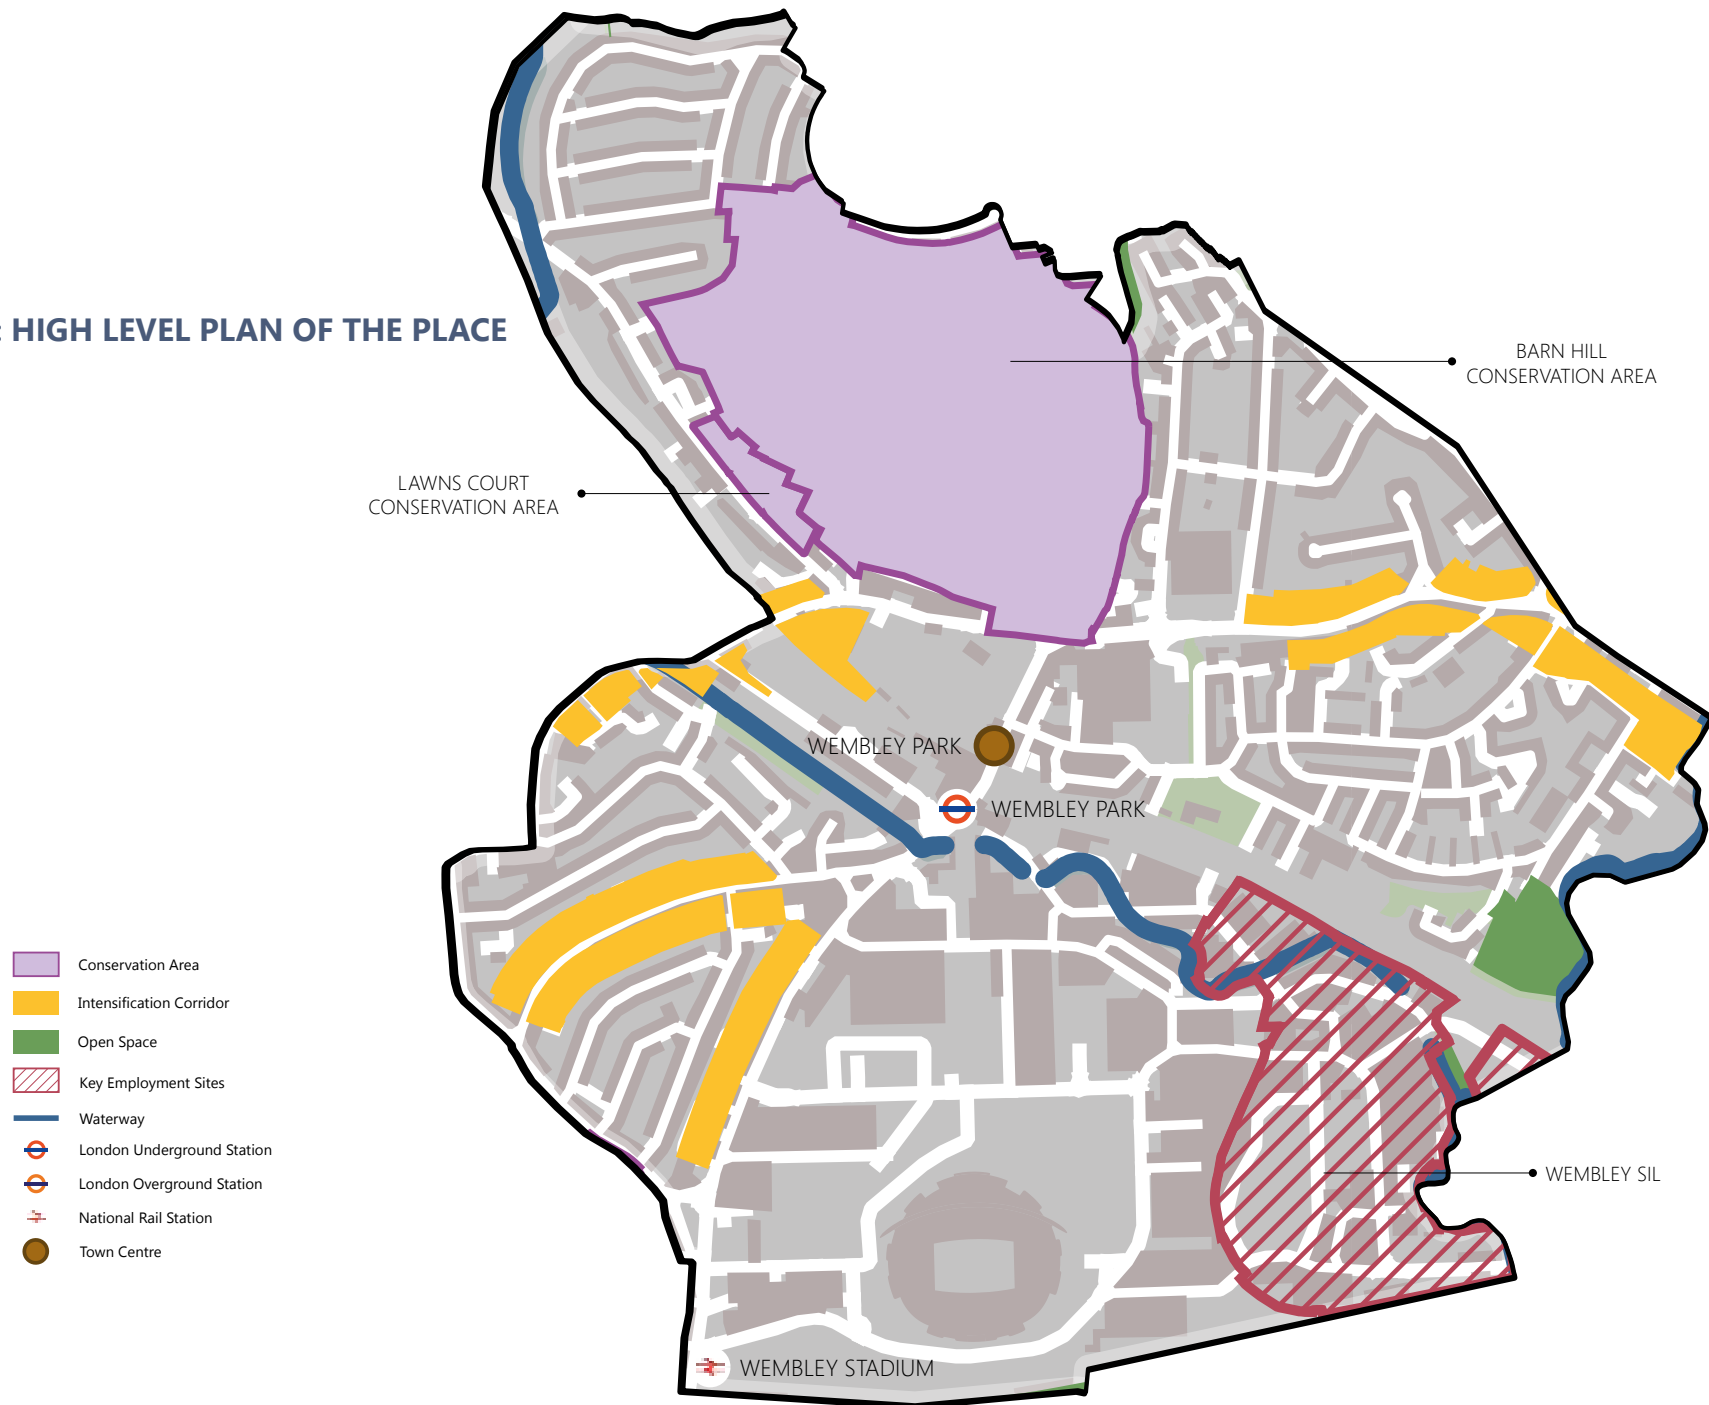 : HIGH LEVEL PLAN OF THE PLACE
BARN HILL
CONSERVATION AREA
LAWNS COURT
CONSERVATION AREA
WEMBLEY PARK
WEMBLEY PARK
Conservation Area
Intensification Corridor
Open Space
Key Employment Sites
Waterway
London Underground Station
London Overground Station
National Rail Station
Town Centre
WEMBLEY SIL
WEMBLEY STADIUM